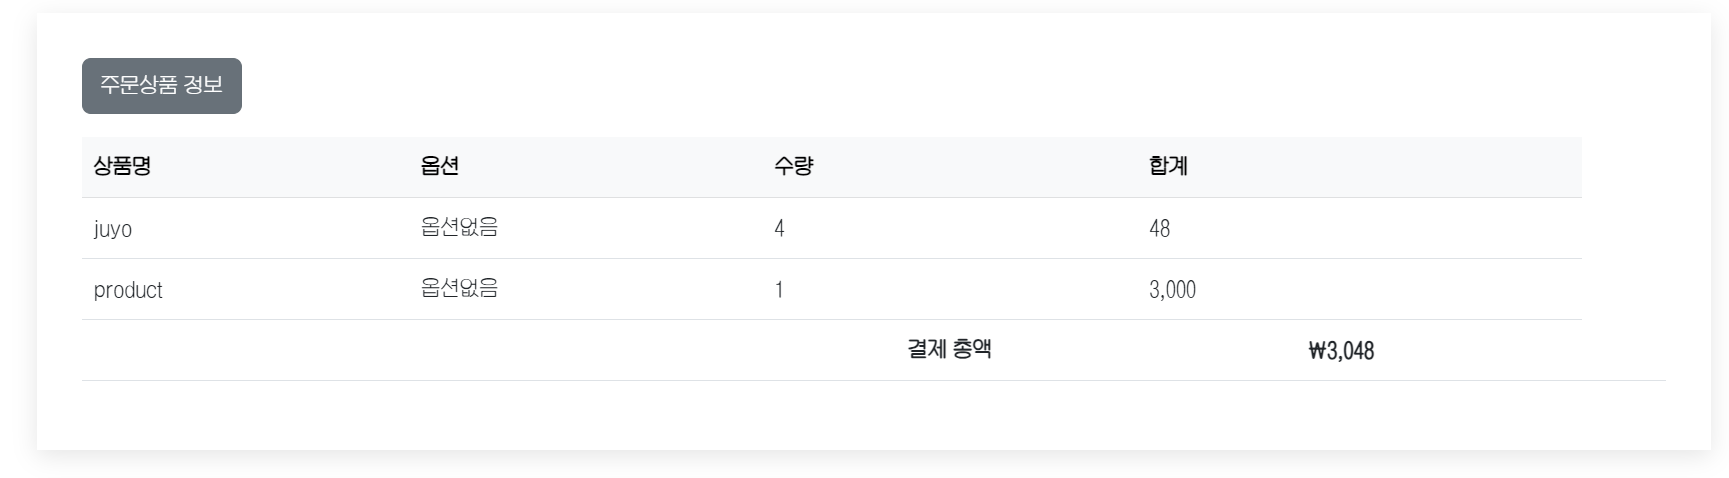 주문상품 정보
상품명 옵션 수량 합계
juyo 옵션없음 4 48
product 옵션없음 1 3,000
결제 총액 ₩3,048